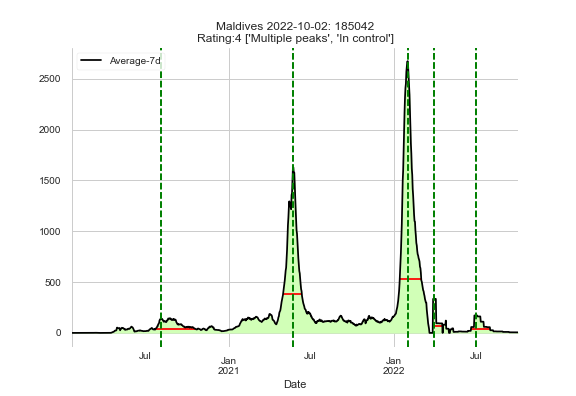 Maldives 2022-10-02: 185042
Rating:4 ['Multiple peaks', 'In control']
Average-7d
2500
2000
1500
1000
500
0
Jul
Jan
2021
Jul
Jan
2022
Jul
Date